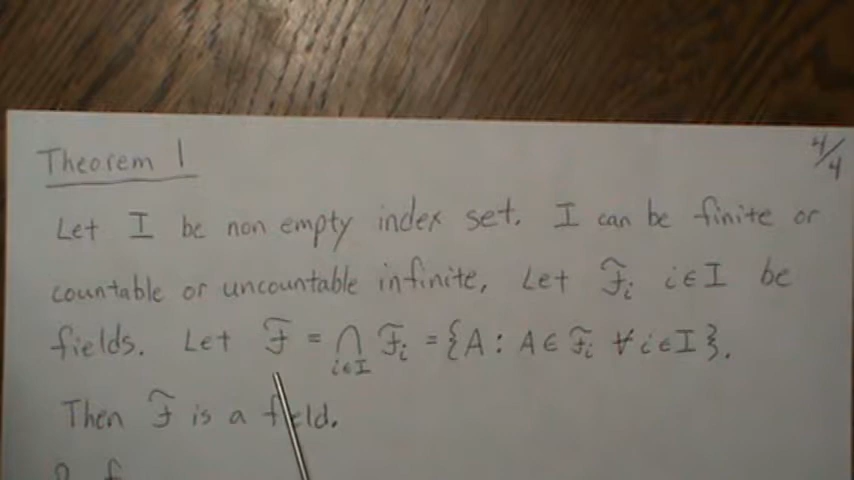 Theorem 1
4/4
Let I be non empty index set. I can be finite or
countable or uncountable infinite. Let ℱᵢ i∈I be
fields. Let ℱ = ⋂ ℱᵢ = {A : A ∈ ℱᵢ ∀ i∈I}.
i∈I
Then ℱ is a field.